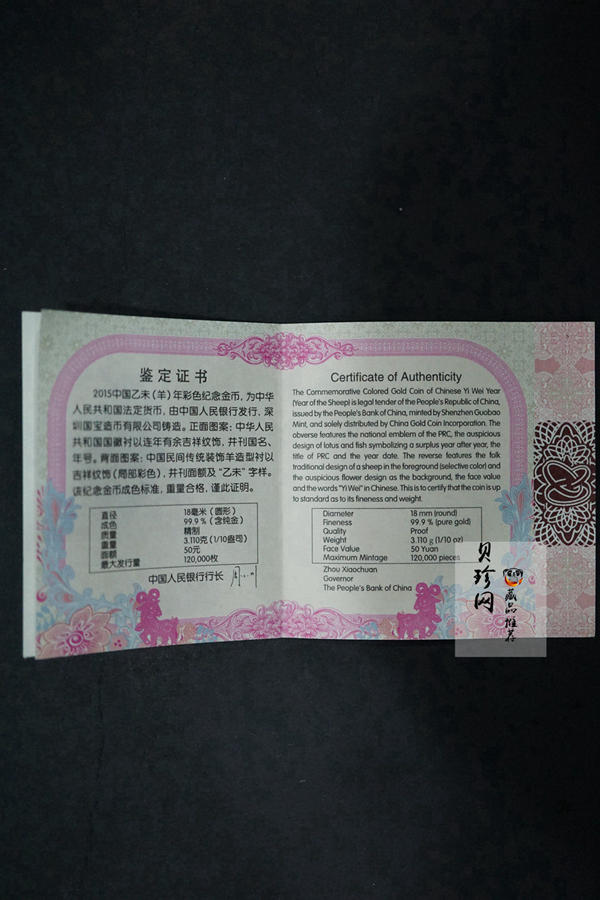 鉴定证书
2015中国乙未(羊)年彩色纪念金币，为中华
人民共和国法定货币，由中国人民银行发行，深
圳国宝造币有限公司铸造。正面图案：中华人民
共和国国徽衬以连年有余吉祥纹饰，并刊国名、
年号。背面图案：中国民间传统装饰羊造型衬以
吉祥纹饰(局部彩色)，并刊面额及“乙未”字样。
该纪念金币成色标准，重量合格，谨此证明。
直径 18毫米（圆形）
成色 99.9％（含纯金）
质量 精制
重量 3.110克(1/10盎司)
面额 50元
最大发行量 120,000枚
中国人民银行行长
Certificate of Authenticity
The Commemorative Colored Gold Coin of Chinese Yi Wei Year
(Year of the Sheep) is legal tender of the People's Republic of China,
issued by the People's Bank of China, minted by Shenzhen Guobao
Mint, and solely distributed by China Gold Coin Incorporation. The
obverse features the national emblem of the PRC, the auspicious
design of lotus and fish symbolizing a surplus year after year, the
title of PRC and the year date. The reverse features the folk
traditional design of a sheep in the foreground (selective color) and
the auspicious flower design as the background, the face value
and the words "Yi Wei" in Chinese. This is to certify that the coin is up
to standard as to its fineness and weight.
Diameter 18 mm (round)
Fineness 99.9 % (pure gold)
Quality Proof
Weight 3.110 g (1/10 oz)
Face Value 50 Yuan
Maximum Mintage 120,000 pieces
Zhou Xiaochuan
Governor
The People's Bank of China
贝珍网
藏品推荐